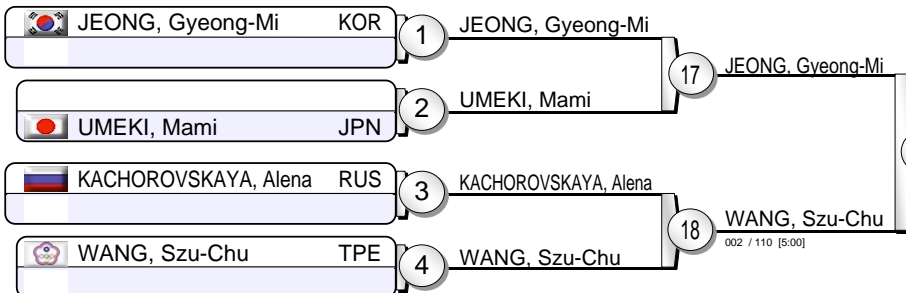 JEONG, Gyeong-Mi KOR
1
JEONG, Gyeong-Mi
17
JEONG, Gyeong-Mi
2
UMEKI, Mami
UMEKI, Mami JPN
KACHOROVSKAYA, Alena RUS
3
KACHOROVSKAYA, Alena
18
WANG, Szu-Chu
002 / 110 [5:00]
WANG, Szu-Chu TPE
4
WANG, Szu-Chu